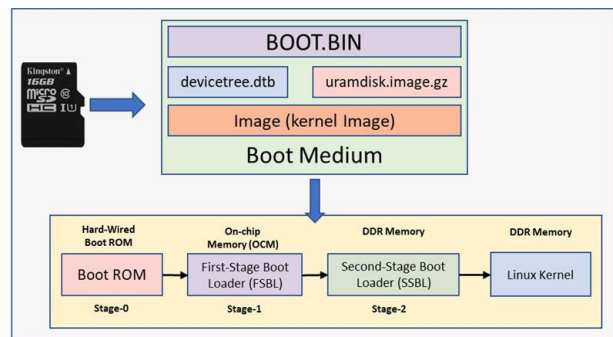 BOOT.BIN
Kingston
16GB
micro
SD
HC I U1
10
devicetree.dtb
uramdisk.image.gz
Image (kernel Image)
Boot Medium
Hard-Wired
Boot ROM
On-chip
Memory (OCM)
DDR Memory
DDR Memory
Boot ROM
First-Stage Boot
Loader (FSBL)
Second-Stage Boot
Loader (SSBL)
Linux Kernel
Stage-0
Stage-1
Stage-2